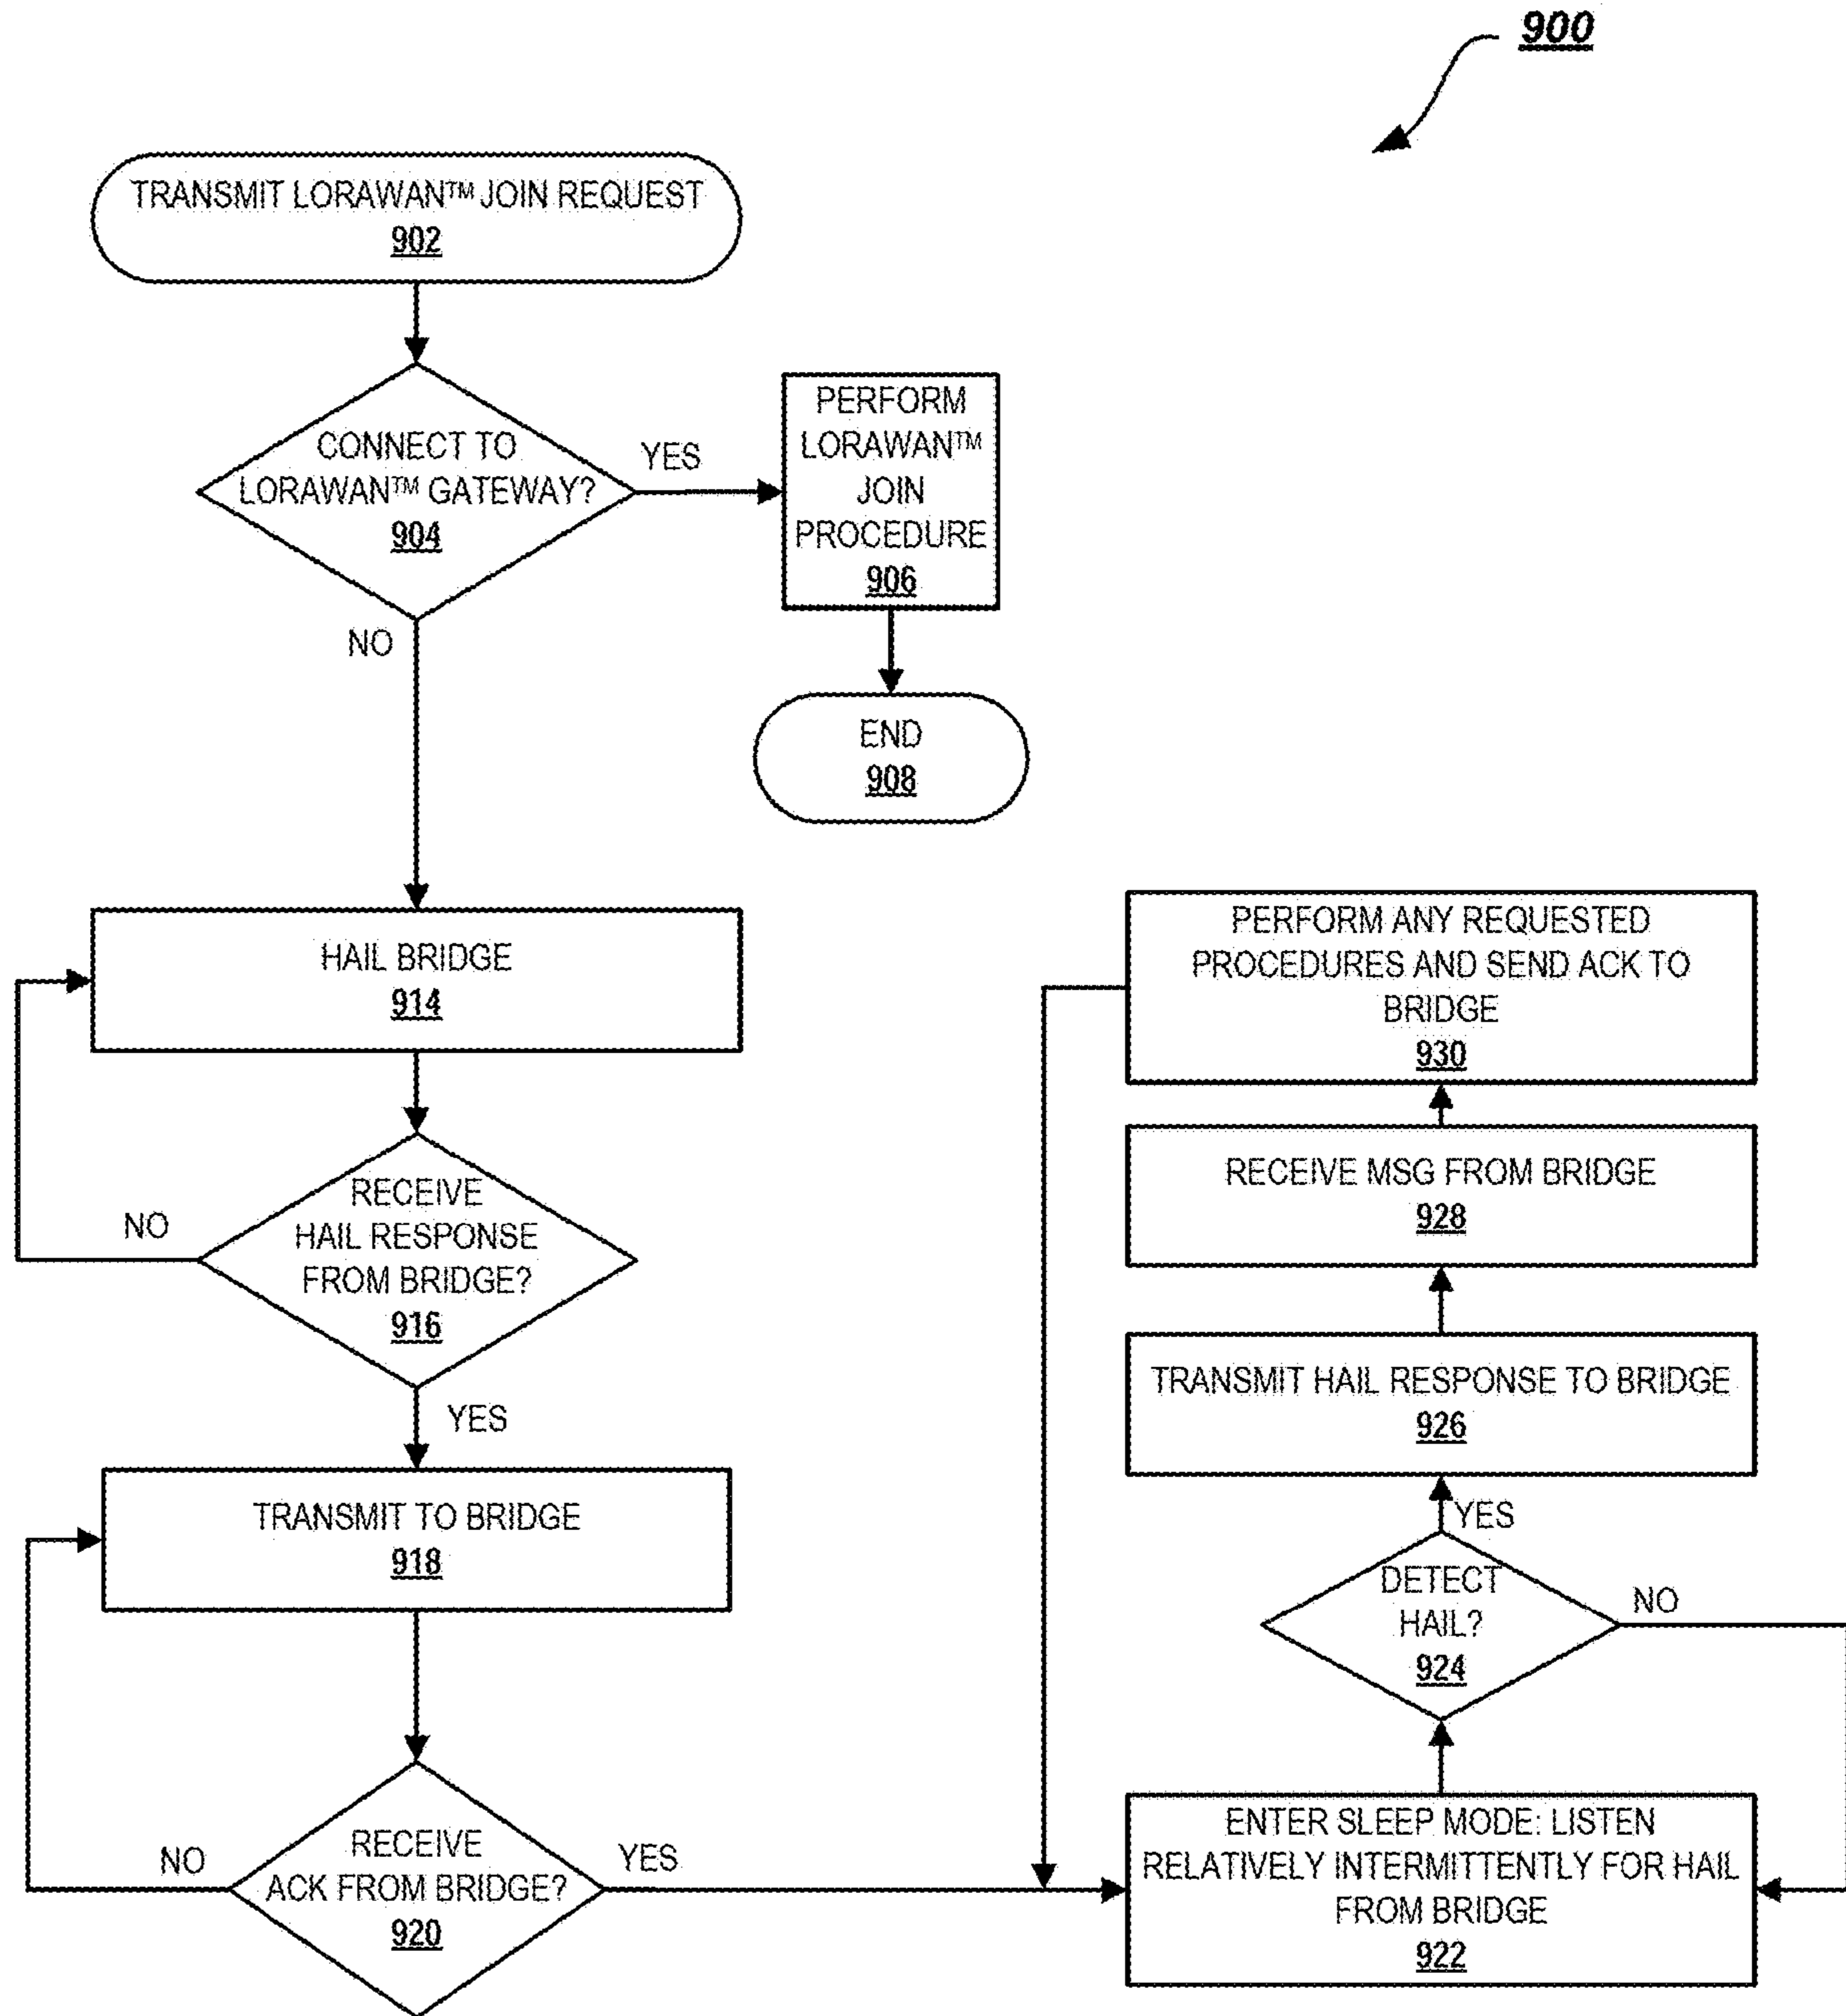 900
TRANSMIT LORAWAN™ JOIN REQUEST
902
CONNECT TO
LORAWAN™ GATEWAY?
904
YES
NO
PERFORM
LORAWAN™
JOIN
PROCEDURE
906
END
908
HAIL BRIDGE
914
RECEIVE
HAIL RESPONSE
FROM BRIDGE?
916
NO
YES
TRANSMIT TO BRIDGE
918
RECEIVE
ACK FROM BRIDGE?
920
NO
YES
PERFORM ANY REQUESTED
PROCEDURES AND SEND ACK TO
BRIDGE
930
RECEIVE MSG FROM BRIDGE
928
TRANSMIT HAIL RESPONSE TO BRIDGE
926
YES
DETECT
HAIL?
924
NO
ENTER SLEEP MODE: LISTEN
RELATIVELY INTERMITTENTLY FOR HAIL
FROM BRIDGE
922